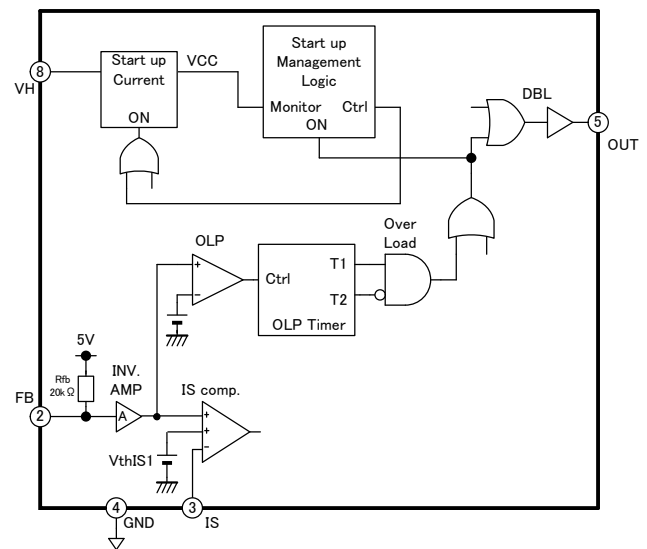 Start up
Current
ON
8
VH
VCC
Start up
Management
Logic
Monitor Ctrl
ON
DBL
5
OUT
OLP
+
−
Ctrl
T1
T2
OLP Timer
Over
Load
5V
Rfb
20kΩ
FB
2
INV.
AMP
A
IS comp.
+
+
−
VthIS1
4
GND
3
IS